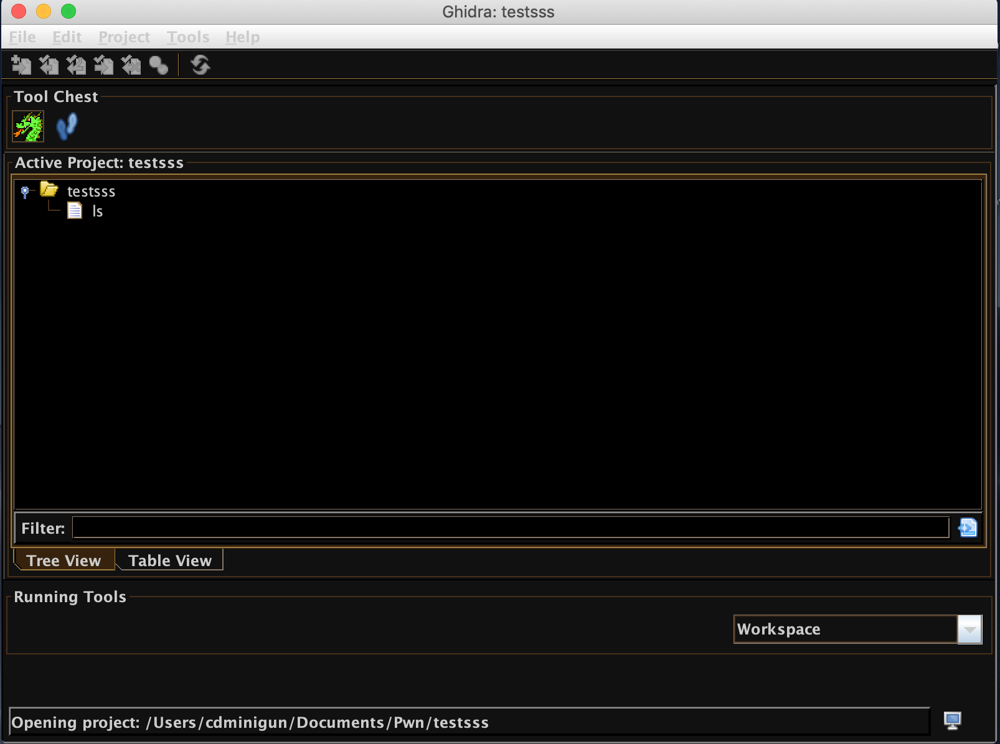 Ghidra: testsss
File Edit Project Tools Help
Tool Chest
Active Project: testsss
testsss
ls
Filter:
Tree View Table View
Running Tools
Workspace
Opening project: /Users/cdminigun/Documents/Pwn/testsss